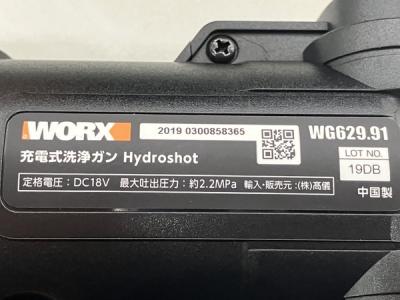 WORX
2019 0300858365
WG629.91
充電式洗浄ガン Hydroshot
LOT NO.
19DB
定格電圧：DC18V 最大吐出圧力：約2.2MPa 輸入・販売元：(株)高儀
中国製